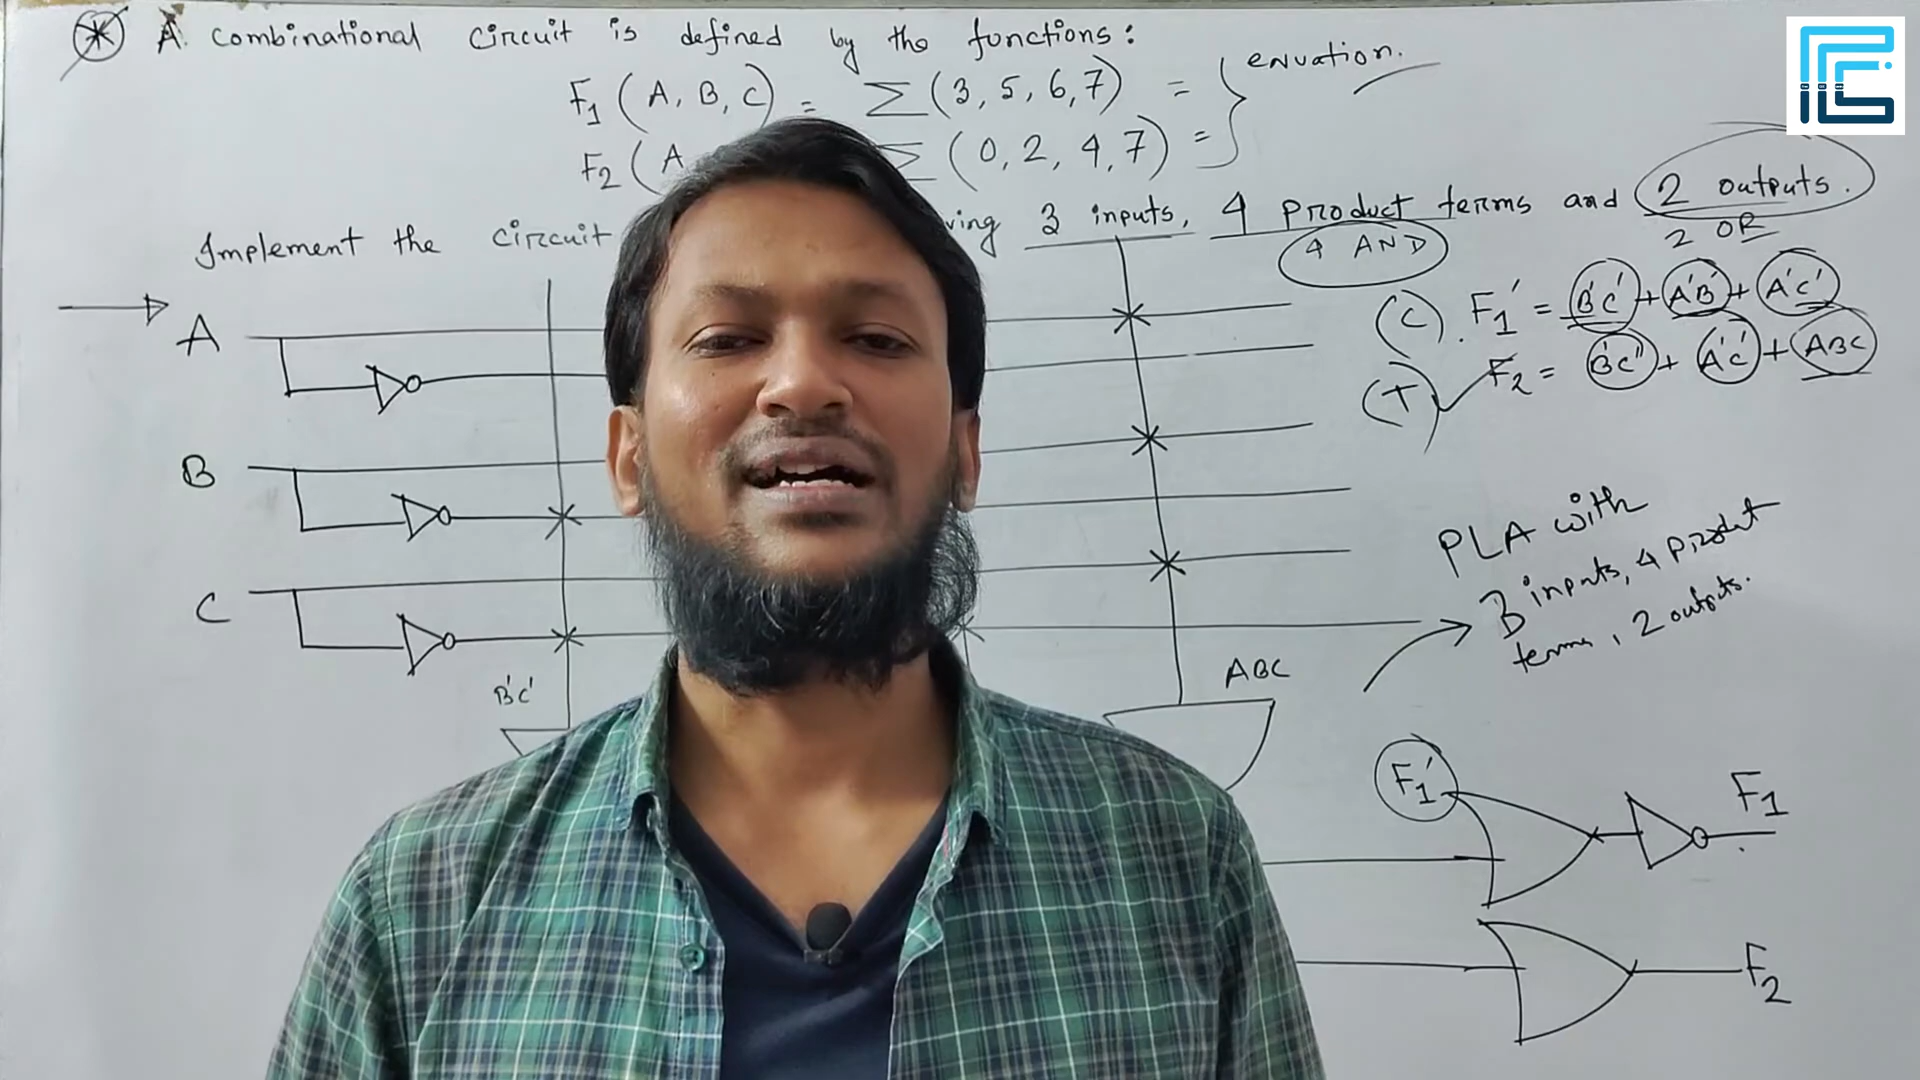 A combinational circuit is defined by the functions:
F1 (A, B, C) = Σ(3, 5, 6, 7) =
F2 (A Σ(0, 2, 4, 7) =
enuation.
Implement the circuit ving 3 inputs, 4 product terms and 2 outputs.
4 AND
2 OR
(C). F1' = B'C' + A'B' + A'C'
(T) F2 = B'C' + A'C' + ABC
A
B
C
PLA with
3 inputs, 4 product
terms, 2 outputs.
B'C'
ABC
F1'
F1
F2